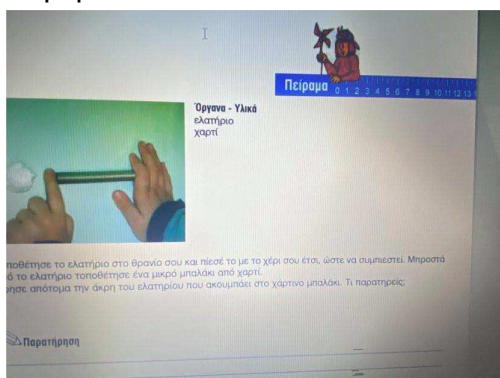 Πείραμα
0 1 2 3 4 5 6 7 8 9 10 11 12 13
Όργανα - Υλικά
ελατήριο
χαρτί
ποθέτησε το ελατήριο στο θρανίο σου και πίεσέ το με το χέρι σου έτσι, ώστε να συμπιεστεί. Μπροστά
ό το ελατήριο τοποθέτησε ένα μικρό μπαλάκι από χαρτί.
ησε απότομα την άκρη του ελατηρίου που ακουμπάει στο χάρτινο μπαλάκι. Τι παρατηρείς;
Παρατήρηση